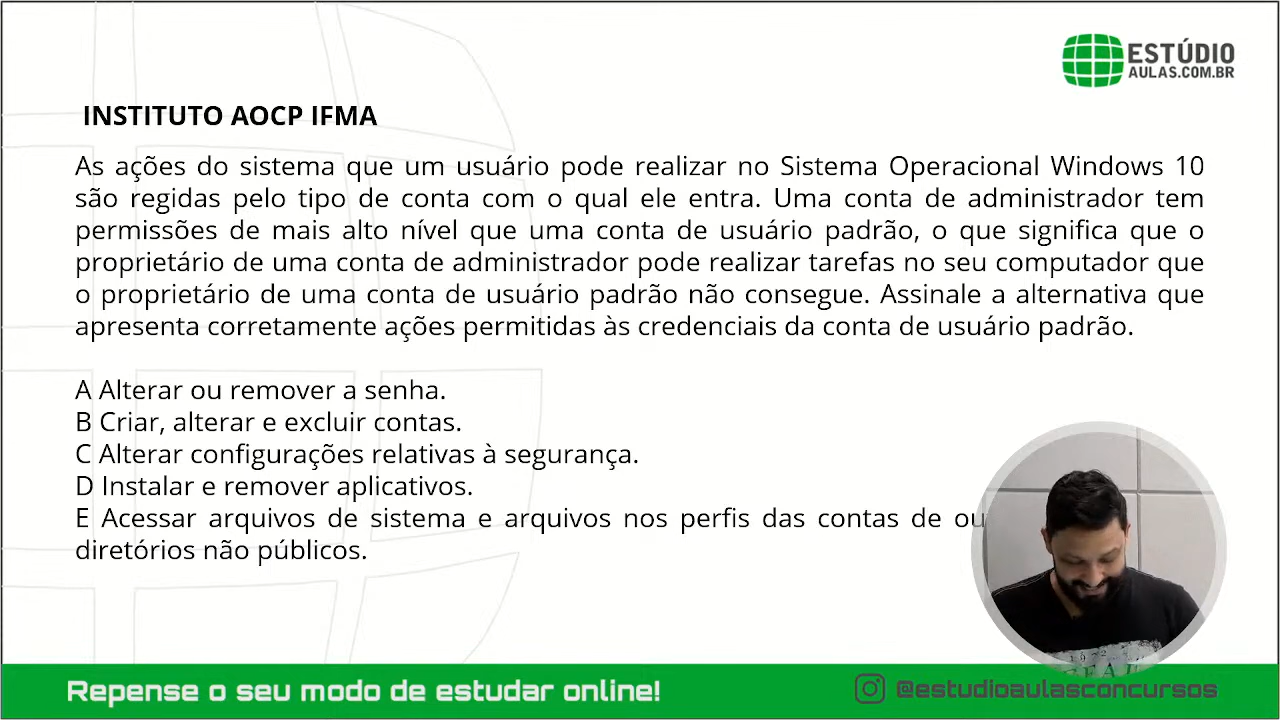 ESTÚDIO
AULAS.COM.BR
INSTITUTO AOCP IFMA
As ações do sistema que um usuário pode realizar no Sistema Operacional Windows 10
são regidas pelo tipo de conta com o qual ele entra. Uma conta de administrador tem
permissões de mais alto nível que uma conta de usuário padrão, o que significa que o
proprietário de uma conta de administrador pode realizar tarefas no seu computador que
o proprietário de uma conta de usuário padrão não consegue. Assinale a alternativa que
apresenta corretamente ações permitidas às credenciais da conta de usuário padrão.
A Alterar ou remover a senha.
B Criar, alterar e excluir contas.
C Alterar configurações relativas à segurança.
D Instalar e remover aplicativos.
E Acessar arquivos de sistema e arquivos nos perfis das contas de ou
diretórios não públicos.
Repense o seu modo de estudar online!
@estudioaulasconcursos